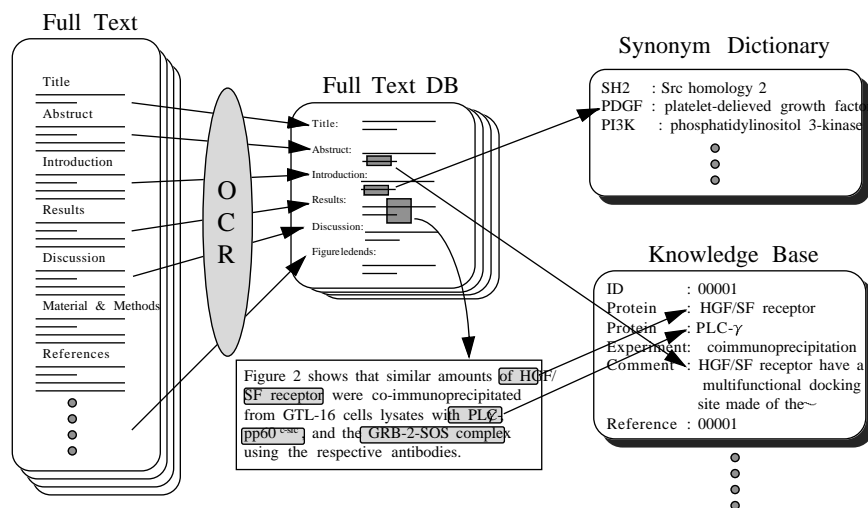 Full Text
Title
Abstruct
Introduction
Results
Discussion
Material & Methods
References
OCR
Full Text DB
Title:
Abstruct:
Introduction:
Results:
Discussion:
Figureledends:
Figure 2 shows that similar amounts of HGF/
SF receptor were co-immunoprecipitated
from GTL-16 cells lysates with PLC-γ
pp60 c-src, and the GRB-2-SOS complex
using the respective antibodies.
Synonym Dictionary
SH2 : Src homology 2
PDGF : platelet-delieved growth facto
PI3K : phosphatidylinositol 3-kinase
Knowledge Base
ID : 00001
Protein : HGF/SF receptor
Protein : PLC-γ
Experiment: coimmunoprecipitation
Comment : HGF/SF receptor have a
multifunctional docking
site made of the~
Reference : 00001